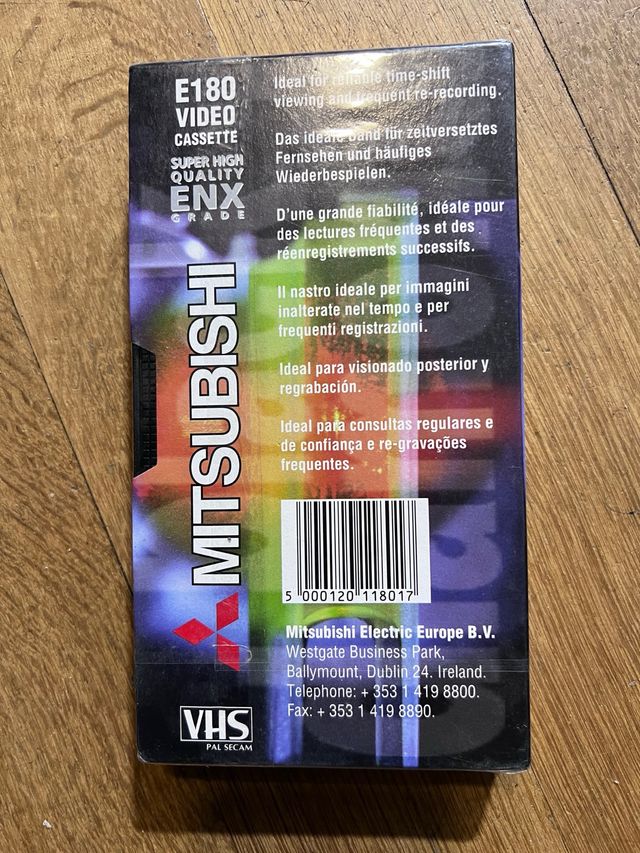 E180
VIDEO
CASSETTE
SUPER HIGH
QUALITY
ENX
GRADE
MITSUBISHI
VHS
PAL SECAM
Ideal for reliable time-shift
viewing and frequent re-recording.
Das ideale Band für zeitversetztes
Fernsehen und häufiges
Wiederbespielen.
D'une grande fiabilité, idéale pour
des lectures fréquentes et des
réenregistrements successifs.
Il nastro ideale per immagini
inalterate nel tempo e per
frequenti registrazioni.
Ideal para visionado posterior y
regrabación.
Ideal para consultas regulares e
de confiança e re-gravações
frequentes.
5 000120 118017
Mitsubishi Electric Europe B.V.
Westgate Business Park,
Ballymount, Dublin 24. Ireland.
Telephone: + 353 1 419 8800.
Fax: + 353 1 419 8890.